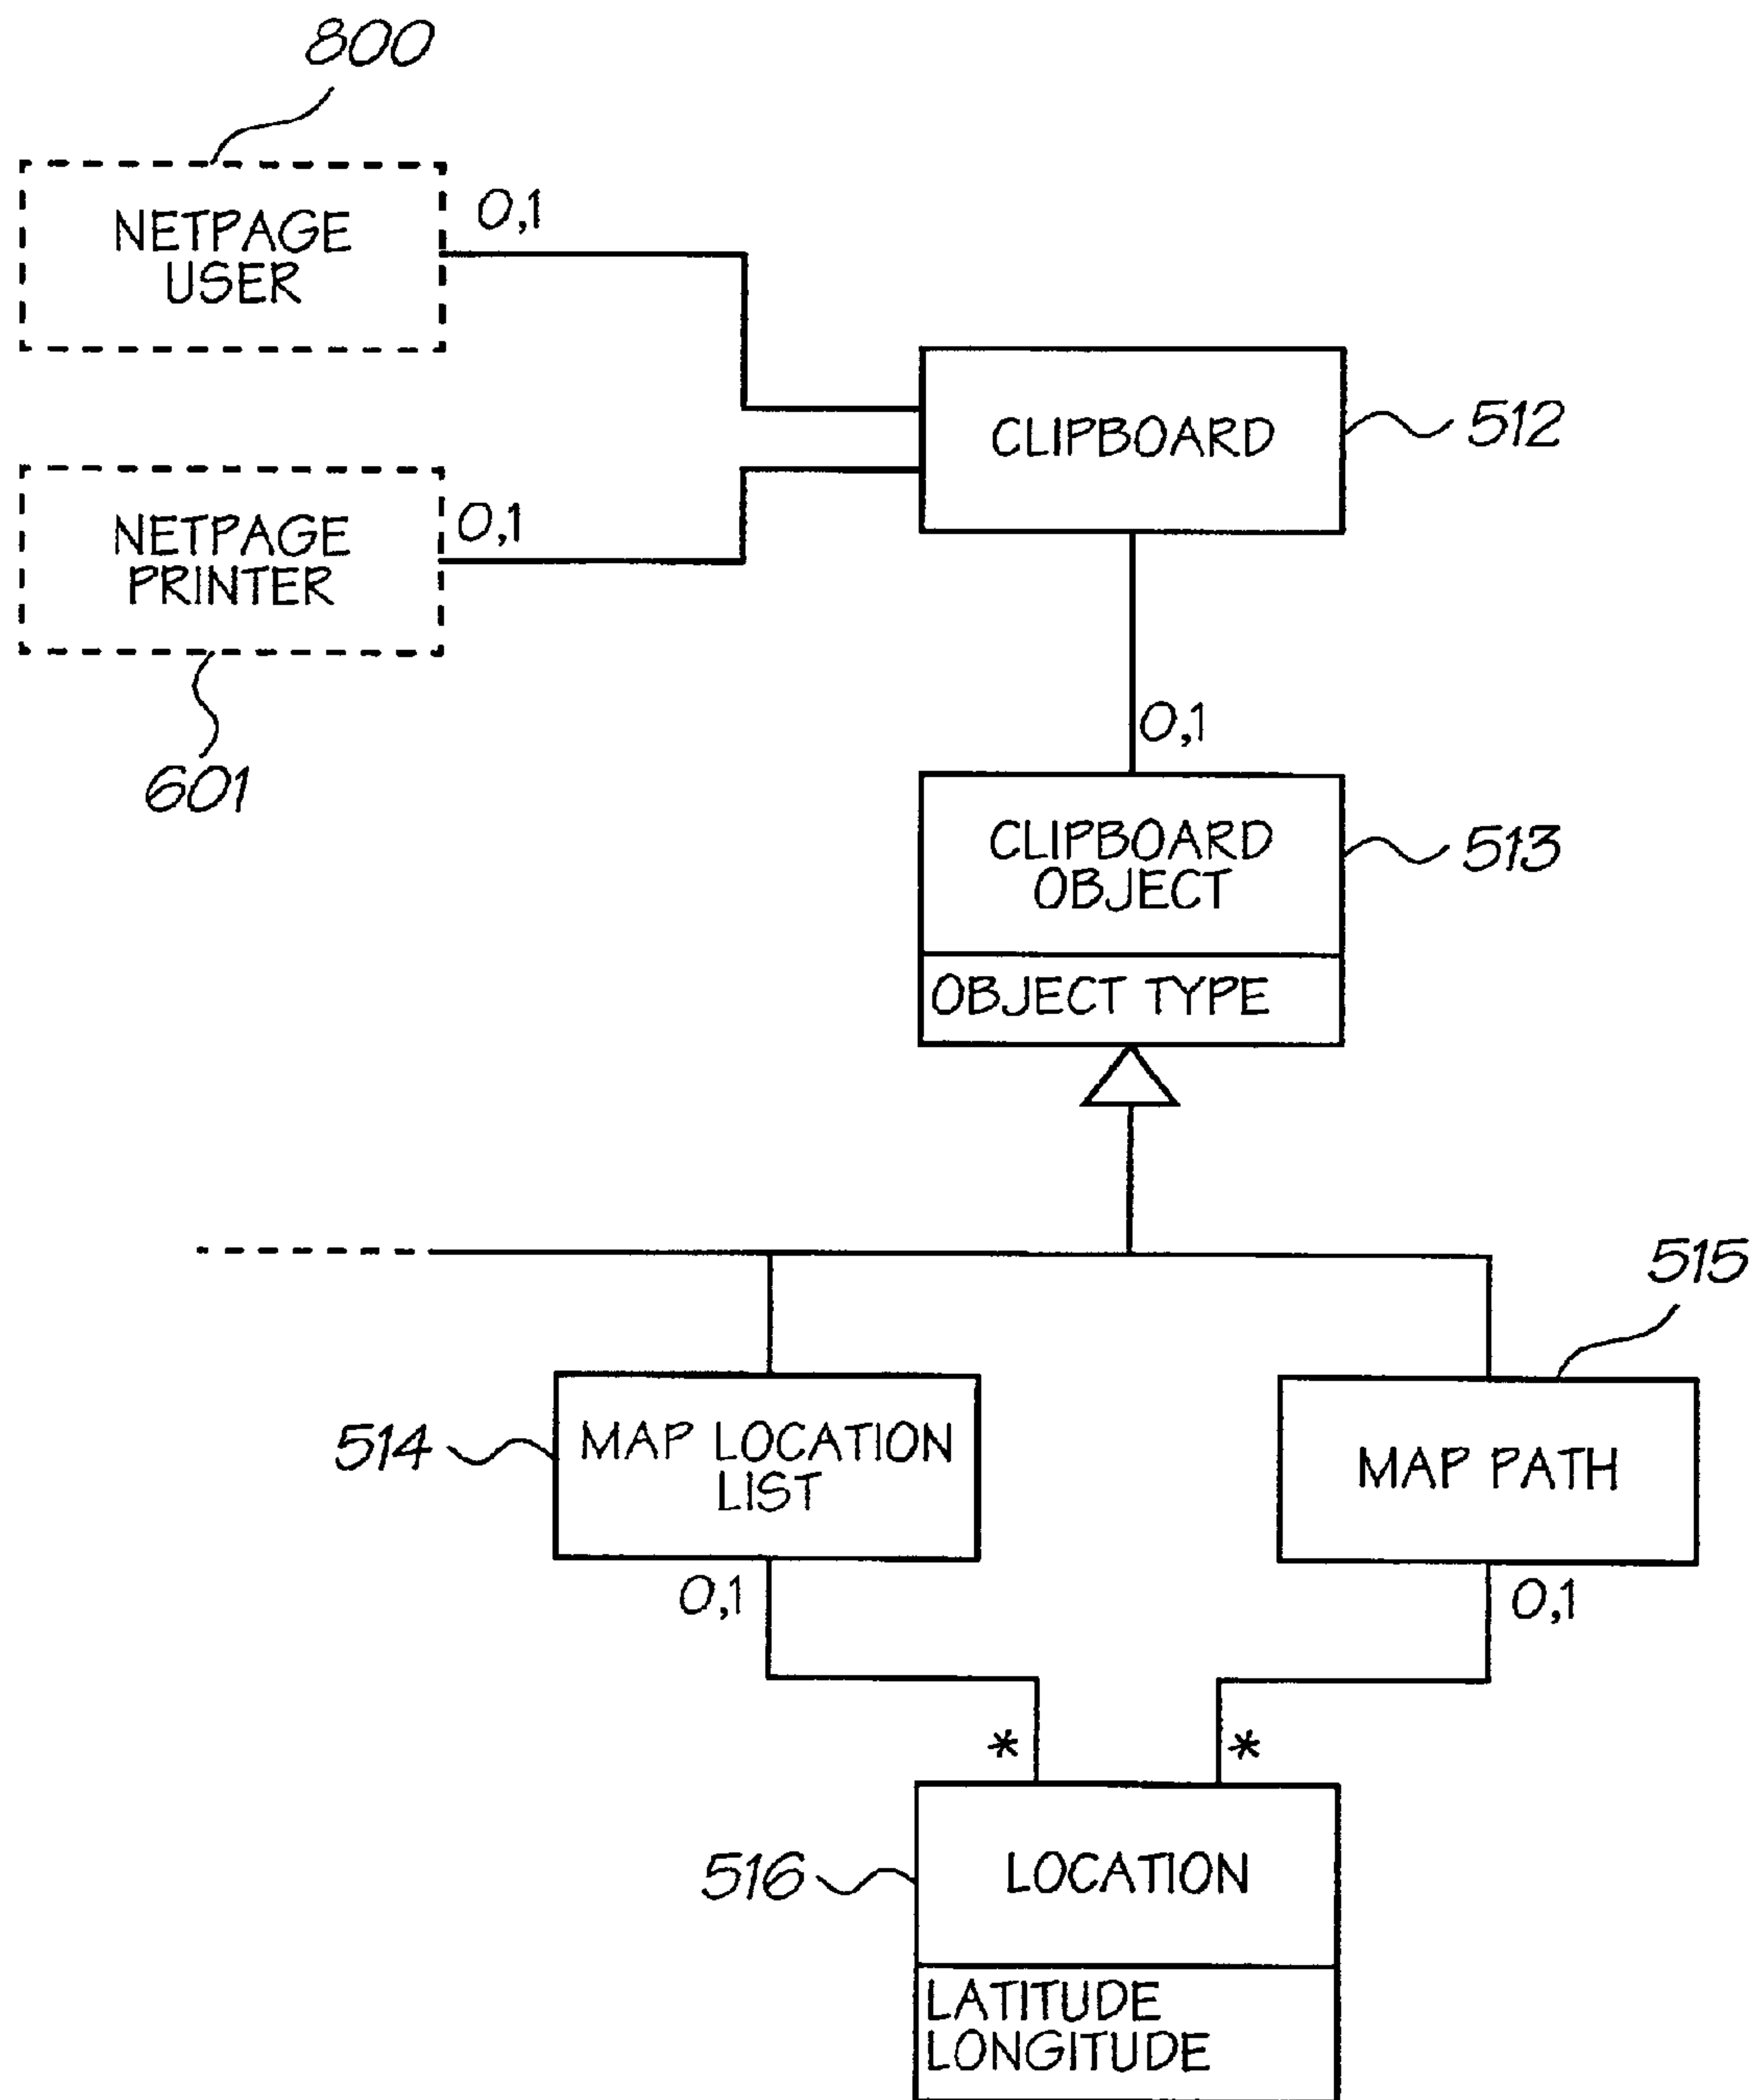 800
NETPAGE
USER
0,1
NETPAGE
PRINTER
0,1
601
CLIPBOARD
512
0,1
CLIPBOARD
OBJECT
513
OBJECT TYPE
515
514
MAP LOCATION
LIST
MAP PATH
0,1
0,1
*
*
516
LOCATION
LATITUDE
LONGITUDE